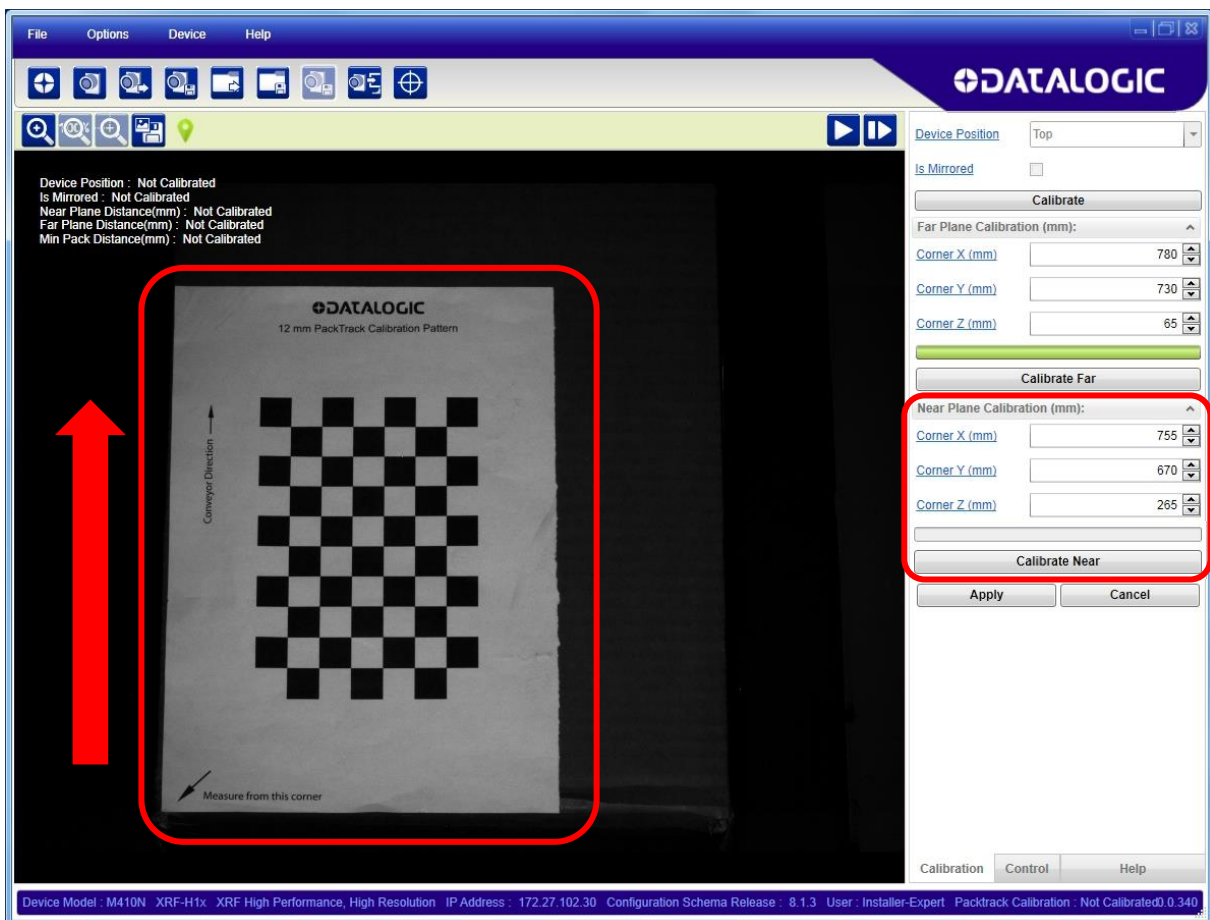 File Options Device Help
DATALOGIC
Device Position : Not Calibrated
Is Mirrored : Not Calibrated
Near Plane Distance(mm) : Not Calibrated
Far Plane Distance(mm) : Not Calibrated
Min Pack Distance(mm) : Not Calibrated
DATALOGIC
12 mm PackTrack Calibration Pattern
Conveyor Direction
Measure from this corner
Device Position Top
Is Mirrored
Calibrate
Far Plane Calibration (mm):
Corner X (mm) 780
Corner Y (mm) 730
Corner Z (mm) 65
Calibrate Far
Near Plane Calibration (mm):
Corner X (mm) 755
Corner Y (mm) 670
Corner Z (mm) 265
Calibrate Near
Apply Cancel
Calibration Control Help
Device Model : M410N XRF-H1x XRF High Performance, High Resolution IP Address : 172.27.102.30 Configuration Schema Release : 8.1.3 User : Installer-Expert Packtrack Calibration : Not Calibrated0.0.340